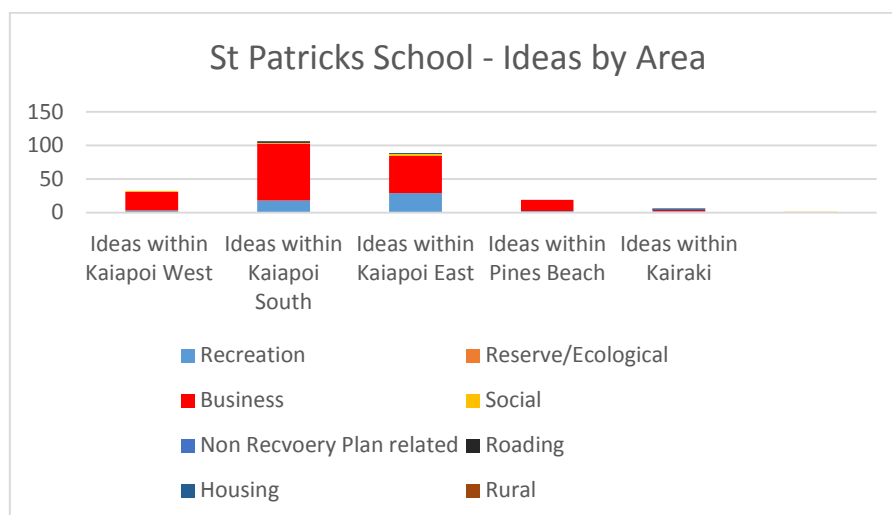 St Patricks School - Ideas by Area
150
100
50
0
Ideas within Kaiapoi West
Ideas within Kaiapoi South
Ideas within Kaiapoi East
Ideas within Pines Beach
Ideas within Kairaki
Recreation
Reserve/Ecological
Business
Social
Non Recvoery Plan related
Roading
Housing
Rural